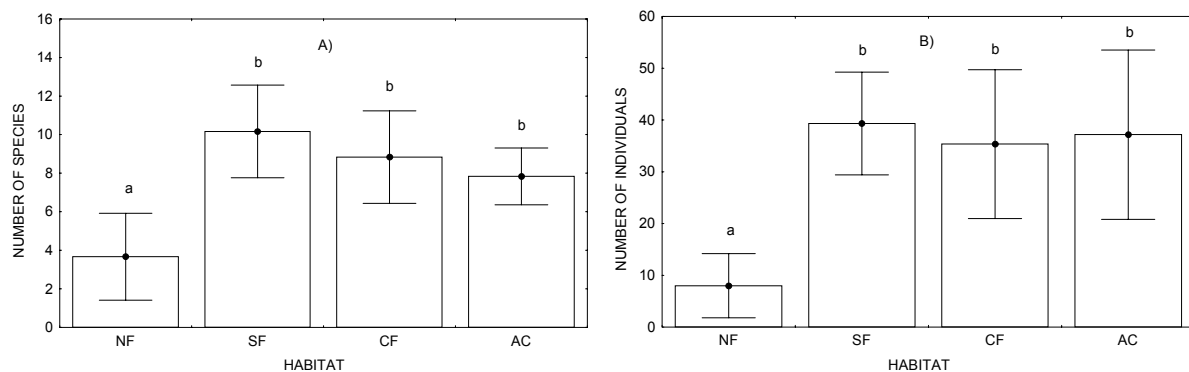 A)
NUMBER OF SPECIES
16
14
12
10
8
6
4
2
0
a
b
b
b
NF
SF
CF
AC
HABITAT
B)
NUMBER OF INDIVIDUALS
60
50
40
30
20
10
0
a
b
b
b
NF
SF
CF
AC
HABITAT